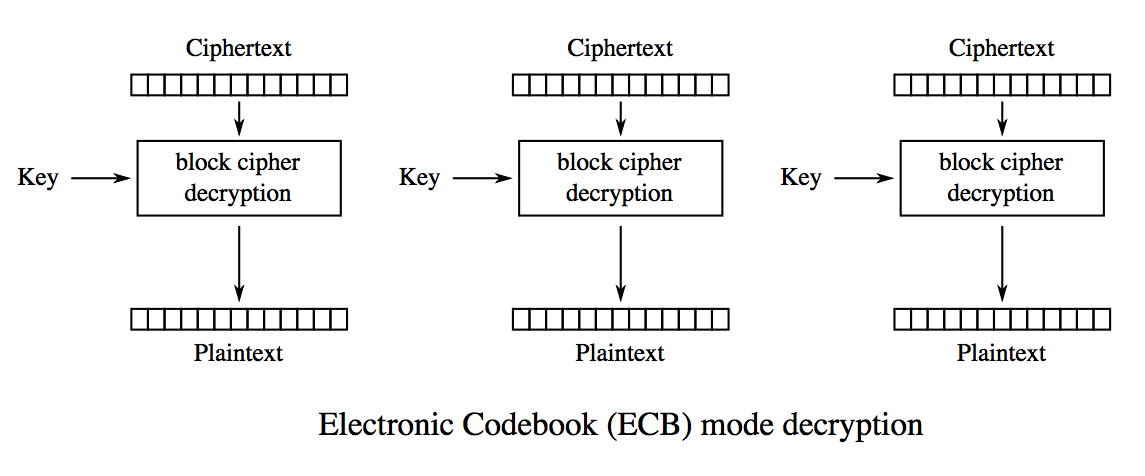 Ciphertext
Ciphertext
Ciphertext
Key
block cipher
decryption
Key
block cipher
decryption
Key
block cipher
decryption
Plaintext
Plaintext
Plaintext
Electronic Codebook (ECB) mode decryption